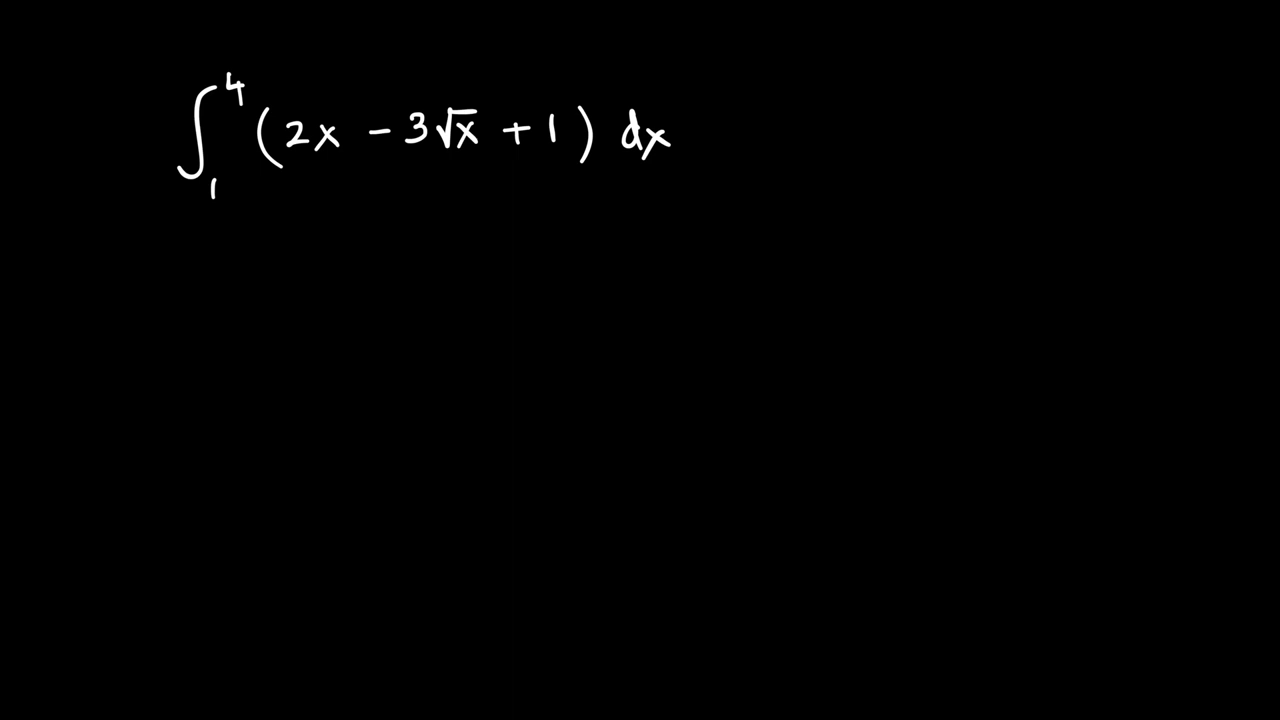 ∫₁⁴ (2x - 3√x + 1) dx